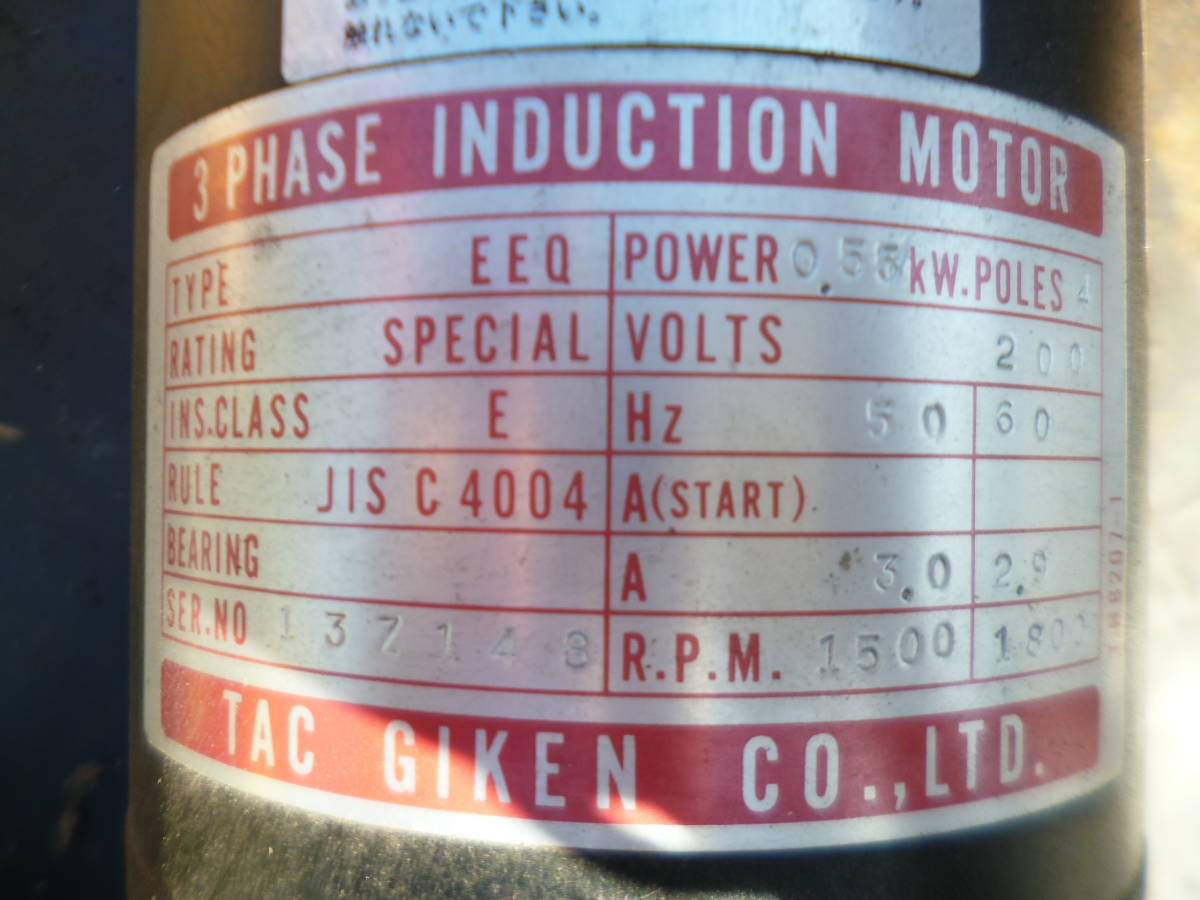 触れないで下さい。
3 PHASE INDUCTION MOTOR
TYPE EEQ POWER kW. POLES 4
RATING SPECIAL VOLTS 200
INS.CLASS E Hz 50 60
RULE JIS C 4004 A(START)
BEARING A 3.0 2.9
SER.NO 137148 R.P.M. 1500 1800
TAC GIKEN CO.,LTD.